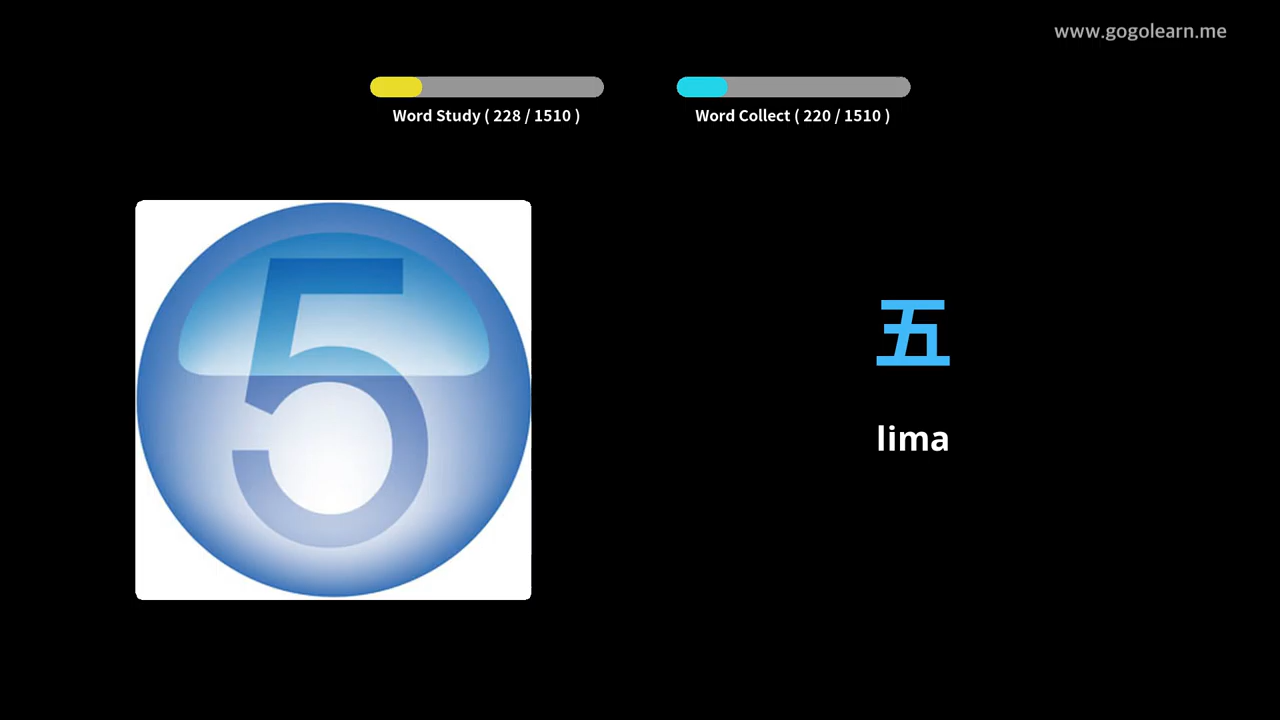 www.gogolearn.me
Word Study ( 228 / 1510 )
Word Collect ( 220 / 1510 )
5
五
lima